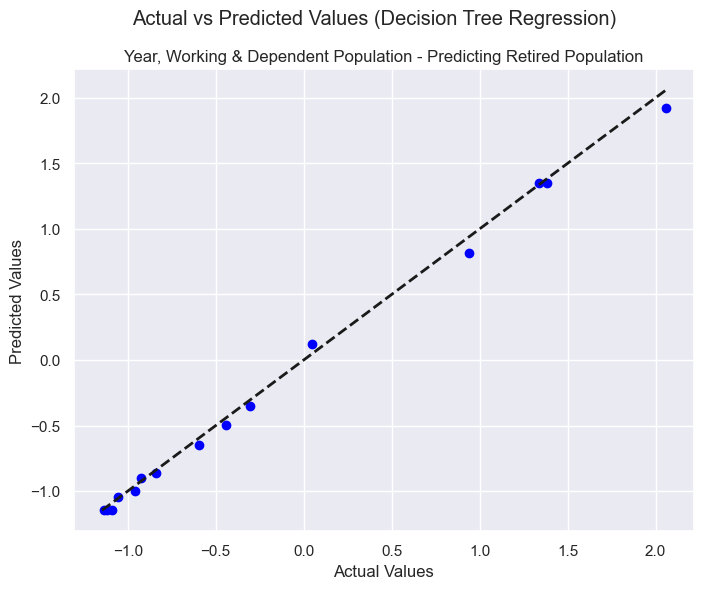 Actual vs Predicted Values (Decision Tree Regression)
Year, Working & Dependent Population - Predicting Retired Population
2.0
1.5
1.0
0.5
0.0
−0.5
−1.0
Predicted Values
−1.0 −0.5 0.0 0.5 1.0 1.5 2.0
Actual Values